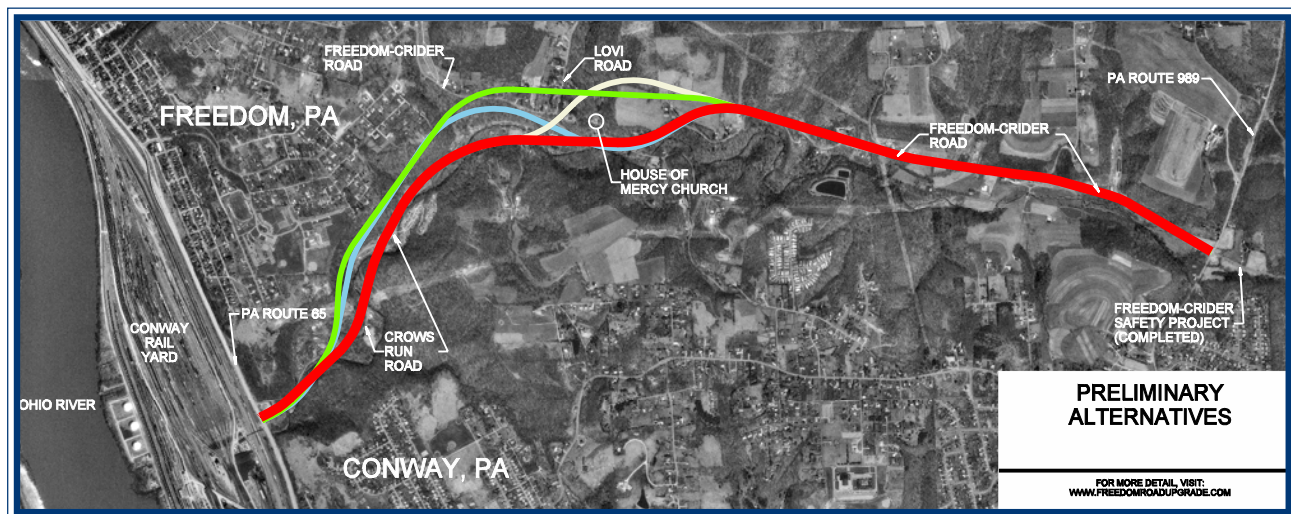 FREEDOM-CRIDER
ROAD
LOVI
ROAD
PA ROUTE 989
FREEDOM, PA
FREEDOM-CRIDER
ROAD
HOUSE OF
MERCY CHURCH
PA ROUTE 65
CONWAY
RAIL
YARD
CROWS
RUN
ROAD
FREEDOM-CRIDER
SAFETY PROJECT
(COMPLETED)
OHIO RIVER
CONWAY, PA
PRELIMINARY
ALTERNATIVES
FOR MORE DETAIL, VISIT:
WWW.FREEDOMROADUPGRADE.COM